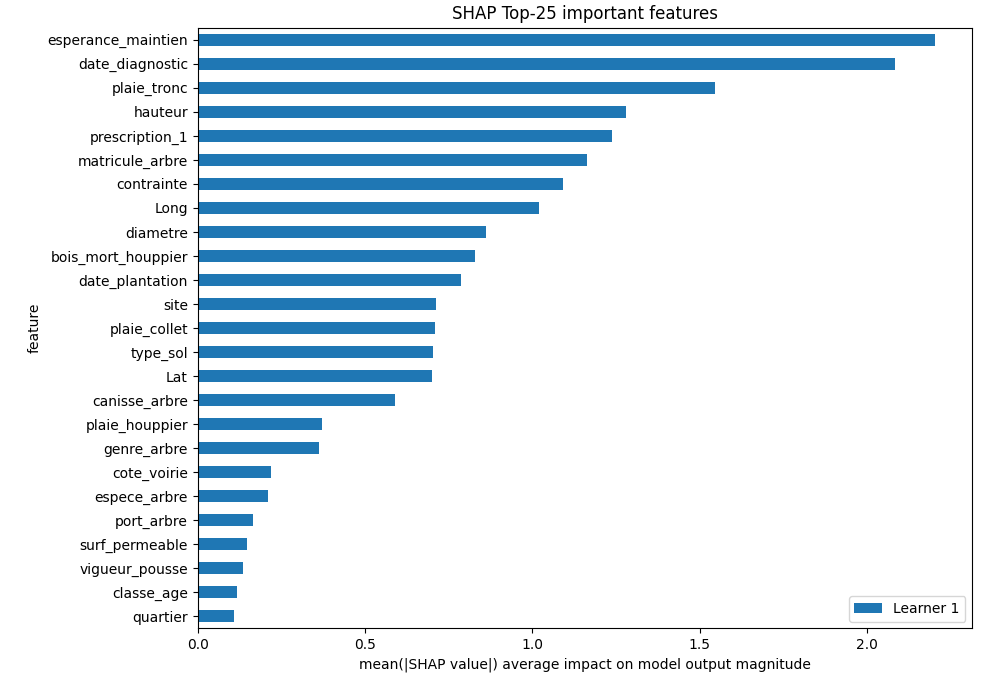 SHAP Top-25 important features
feature
esperance_maintien
date_diagnostic
plaie_tronc
hauteur
prescription_1
matricule_arbre
contrainte
Long
diametre
bois_mort_houppier
date_plantation
site
plaie_collet
type_sol
Lat
canisse_arbre
plaie_houppier
genre_arbre
cote_voirie
espece_arbre
port_arbre
surf_permeable
vigueur_pousse
classe_age
quartier
Learner 1
0.0 0.5 1.0 1.5 2.0
mean(|SHAP value|) average impact on model output magnitude